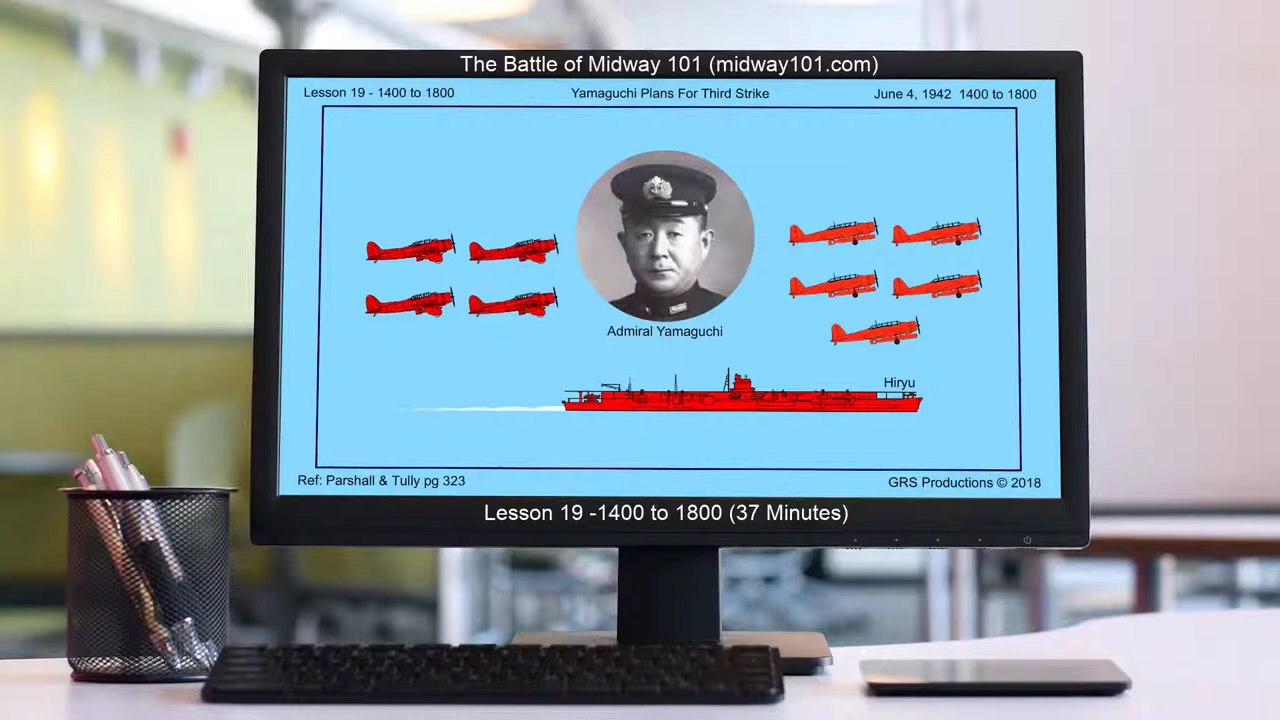 The Battle of Midway 101 (midway101.com)
Lesson 19 - 1400 to 1800
Yamaguchi Plans For Third Strike
June 4, 1942 1400 to 1800
Admiral Yamaguchi
Hiryu
Ref: Parshall & Tully pg 323
GRS Productions © 2018
Lesson 19 -1400 to 1800 (37 Minutes)